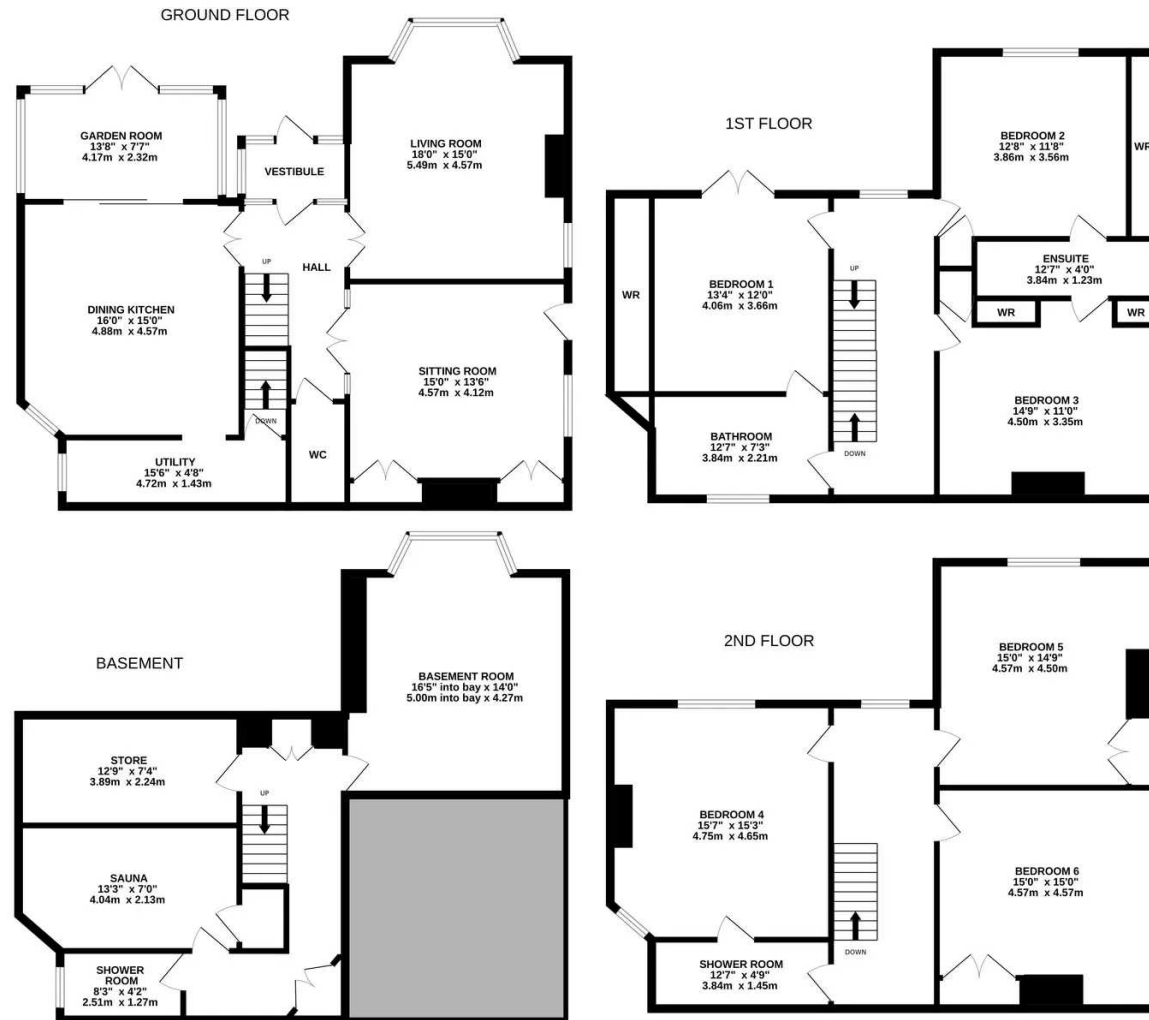 GROUND FLOOR
GARDEN ROOM
13'8" x 7'7"
4.17m x 2.32m
VESTIBULE
LIVING ROOM
18'0" x 15'0"
5.49m x 4.57m
UP
HALL
DINING KITCHEN
16'0" x 15'0"
4.88m x 4.57m
SITTING ROOM
15'0" x 13'6"
4.57m x 4.12m
DOWN
UTILITY
15'6" x 4'8"
4.72m x 1.43m
WC
1ST FLOOR
BEDROOM 2
12'8" x 11'8"
3.86m x 3.56m
WR
ENSUITE
12'7" x 4'0"
3.84m x 1.23m
UP
WR
BEDROOM 1
13'4" x 12'0"
4.06m x 3.66m
WR
WR
BEDROOM 3
14'9" x 11'0"
4.50m x 3.35m
BATHROOM
12'7" x 7'3"
3.84m x 2.21m
DOWN
BASEMENT
BASEMENT ROOM
16'5" into bay x 14'0"
5.00m into bay x 4.27m
STORE
12'9" x 7'4"
3.89m x 2.24m
UP
SAUNA
13'3" x 7'0"
4.04m x 2.13m
SHOWER
ROOM
8'3" x 4'2"
2.51m x 1.27m
2ND FLOOR
BEDROOM 5
15'0" x 14'9"
4.57m x 4.50m
BEDROOM 4
15'7" x 15'3"
4.75m x 4.65m
BEDROOM 6
15'0" x 15'0"
4.57m x 4.57m
DOWN
SHOWER ROOM
12'7" x 4'9"
3.84m x 1.45m